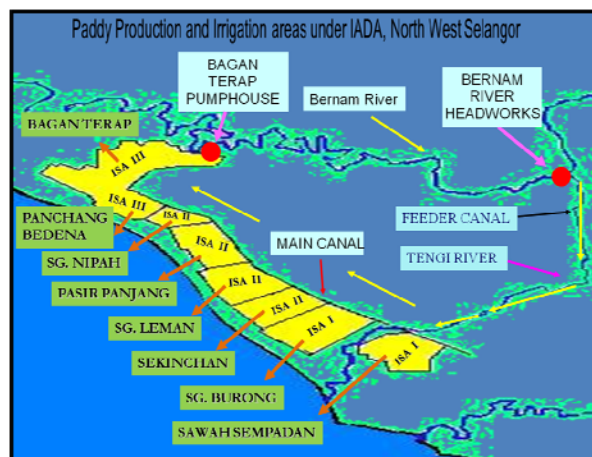 Paddy Production and Irrigation areas under IADA, North West Selangor
BAGAN
TERAP
PUMPHOUSE
Bernam River
BERNAM
RIVER
HEADWORKS
BAGAN TERAP
ISA III
ISA III
ISA II
PANCHANG
BEDENA
FEEDER CANAL
SG. NIPAH
ISA II
MAIN CANAL
TENGI RIVER
PASIR PANJANG
ISA II
SG. LEMAN
ISA II
SEKINCHAN
ISA I
ISA I
SG. BURONG
SAWAH SEMPADAN